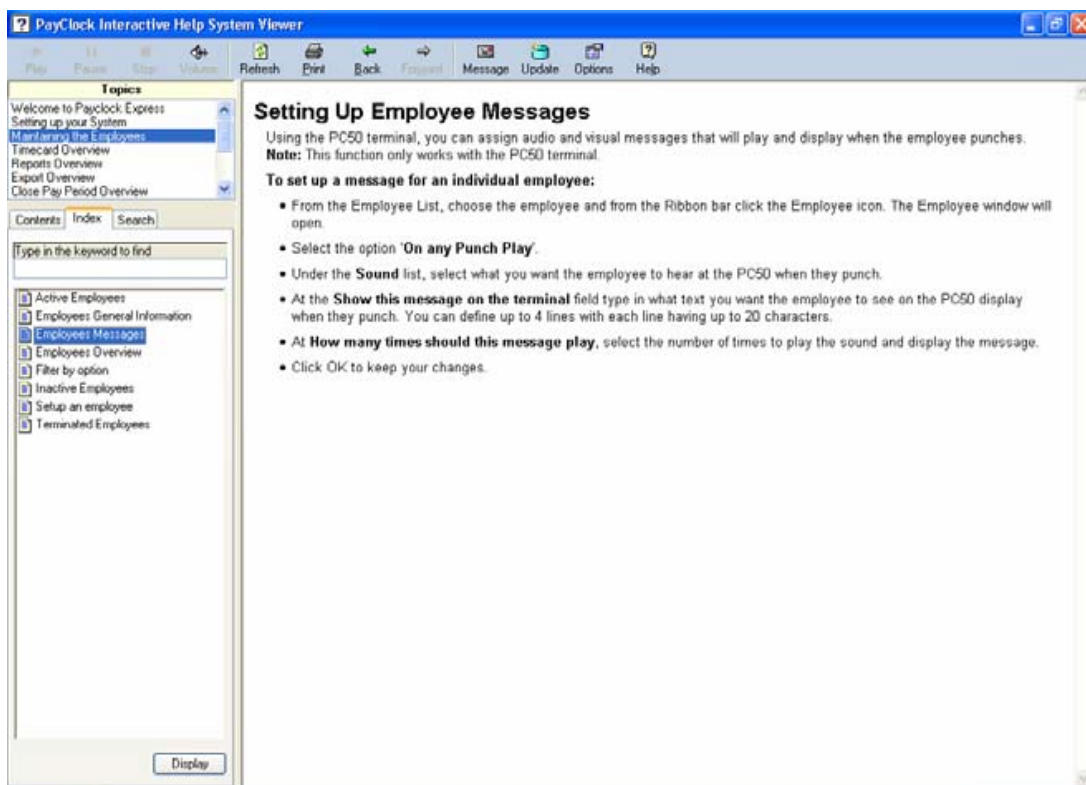 PayClock Interactive Help System Viewer
Play Pause Stop Volume Refresh Print Back Forward Message Update Options Help
Topics
Welcome to Payclock Express
Setting up your System
Maintaining the Employees
Timecard Overview
Reports Overview
Export Overview
Close Pay Period Overview
Contents Index Search
Type in the keyword to find
Active Employees
Employees General Information
Employees Messages
Employees Overview
Filter by option
Inactive Employees
Setup an employee
Terminated Employees
Display
Setting Up Employee Messages
Using the PC50 terminal, you can assign audio and visual messages that will play and display when the employee punches.
Note: This function only works with the PC50 terminal.
To set up a message for an individual employee:
• From the Employee List, choose the employee and from the Ribbon bar click the Employee icon. The Employee window will
open.
• Select the option 'On any Punch Play'.
• Under the Sound list, select what you want the employee to hear at the PC50 when they punch.
• At the Show this message on the terminal field type in what text you want the employee to see on the PC50 display
when they punch. You can define up to 4 lines with each line having up to 20 characters.
• At How many times should this message play, select the number of times to play the sound and display the message.
• Click OK to keep your changes.